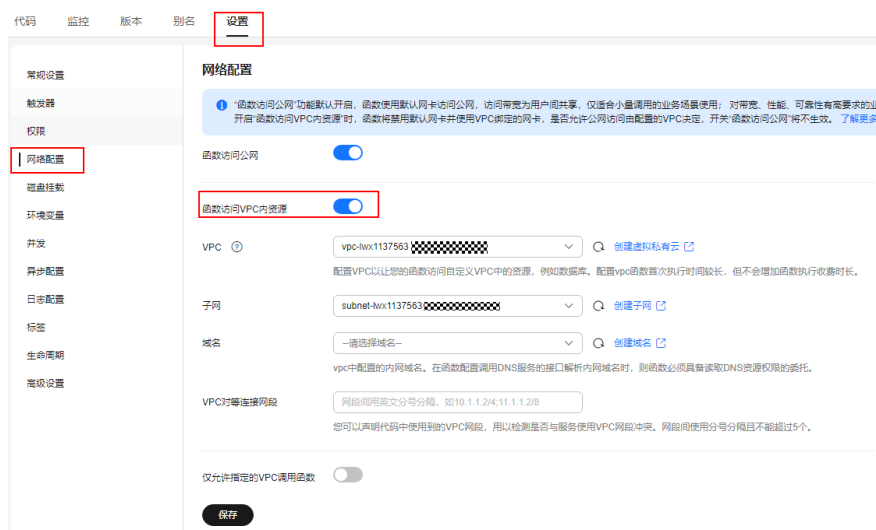 代码 监控 版本 别名 设置
常规设置
触发器
权限
网络配置
磁盘挂载
环境变量
并发
异步配置
日志配置
标签
生命周期
高级设置
网络配置
“函数访问公网”功能默认开启，函数使用默认网卡访问公网，访问带宽为用户间共享，仅适合小量调用的业务场景使用； 对带宽、性能、可靠性有高要求的业
开启“函数访问VPC内资源”时，函数将禁用默认网卡并使用VPC绑定的网卡，是否允许公网访问由配置的VPC决定，开关“函数访问公网”将不生效。 了解更多
函数访问公网
函数访问VPC内资源
VPC vpc-lwx1137563 创建虚拟私有云
配置VPC以让您的函数访问自定义VPC中的资源，例如数据库。配置vpc函数首次执行时间较长，但不会增加函数执行收费时长。
子网 subnet-lwx1137563 创建子网
域名 --请选择域名-- 创建域名
vpc中配置的内网域名。在函数配置调用DNS服务的接口解析内网域名时，则函数必须具备读取DNS资源权限的委托。
VPC对等连接网段 网段间用英文分号分隔，如10.1.1.2/4;11.1.1.2/8
您可以声明代码中使用到的VPC网段，用以检测是否与服务使用VPC网段冲突。网段间使用分号分隔且不能超过5个。
仅允许指定的VPC调用函数
保存